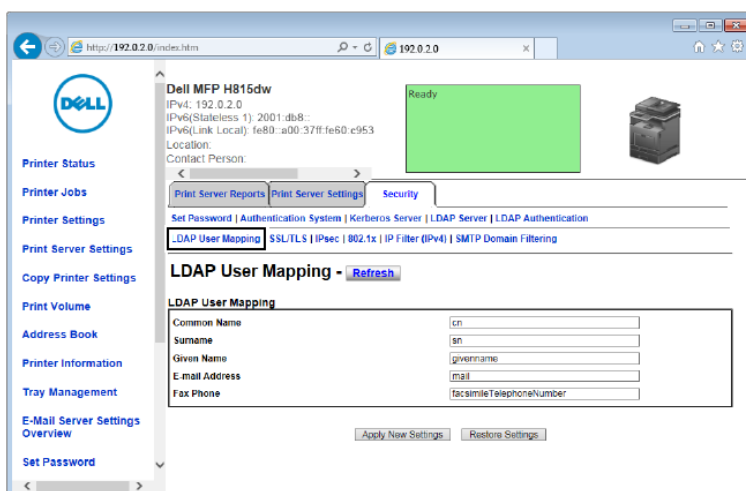 http://192.0.2.0/index.htm
192.0.2.0
DELL
Dell MFP H815dw
IPv4: 192.0.2.0
IPv6(Stateless 1): 2001:db8::
IPv6(Link Local): fe80::a00:37ff:fe60:c953
Location:
Contact Person:
Ready
Printer Status
Printer Jobs
Printer Settings
Print Server Settings
Copy Printer Settings
Print Volume
Address Book
Printer Information
Tray Management
E-Mail Server Settings
Overview
Set Password
Print Server Reports Print Server Settings Security
Set Password | Authentication System | Kerberos Server | LDAP Server | LDAP Authentication
LDAP User Mapping SSL/TLS | IPsec | 802.1x | IP Filter (IPv4) | SMTP Domain Filtering
LDAP User Mapping - Refresh
LDAP User Mapping
Common Name cn
Surname sn
Given Name givenname
E-mail Address mail
Fax Phone facsimileTelephoneNumber
Apply New Settings Restore Settings